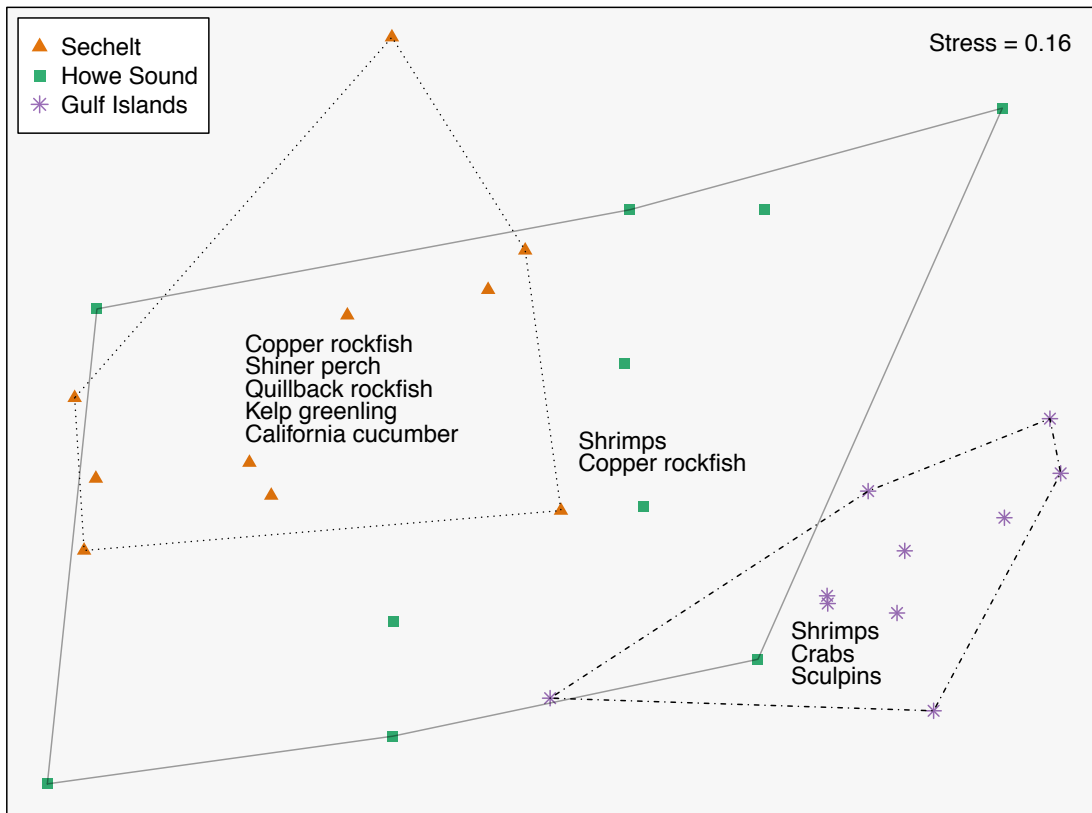 Sechelt
Howe Sound
Gulf Islands
Stress = 0.16
Copper rockfish
Shiner perch
Quillback rockfish
Kelp greenling
California cucumber
Shrimps
Copper rockfish
Shrimps
Crabs
Sculpins